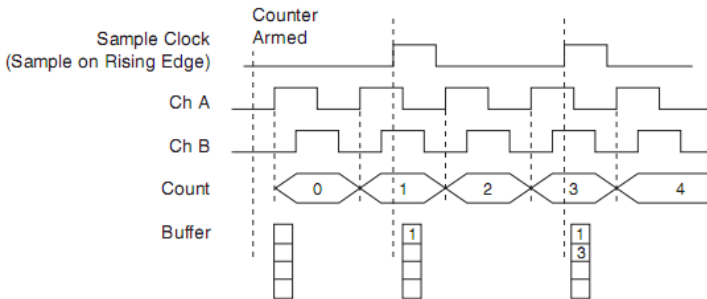 Counter
Armed
Sample Clock
(Sample on Rising Edge)
Ch A
Ch B
Count 0 1 2 3 4
Buffer 1 1
3